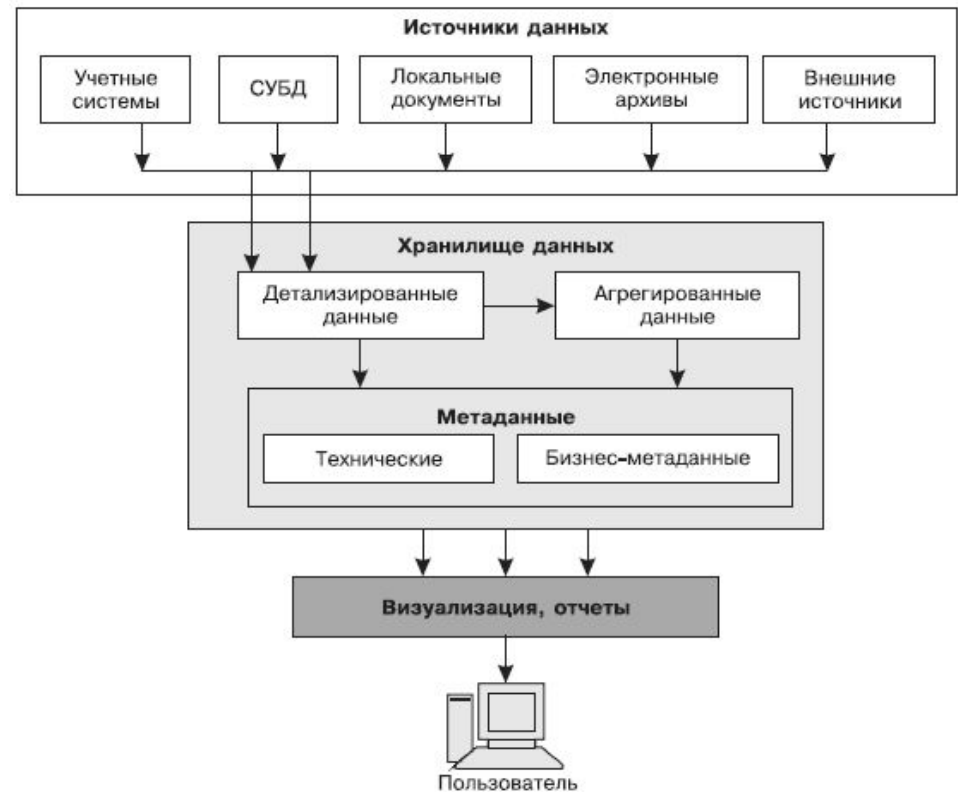 Источники данных
Учетные
системы
СУБД
Локальные
документы
Электронные
архивы
Внешние
источники
Хранилище данных
Детализированные
данные
Агрегированные
данные
Метаданные
Технические
Бизнес-метаданные
Визуализация, отчеты
Пользователь